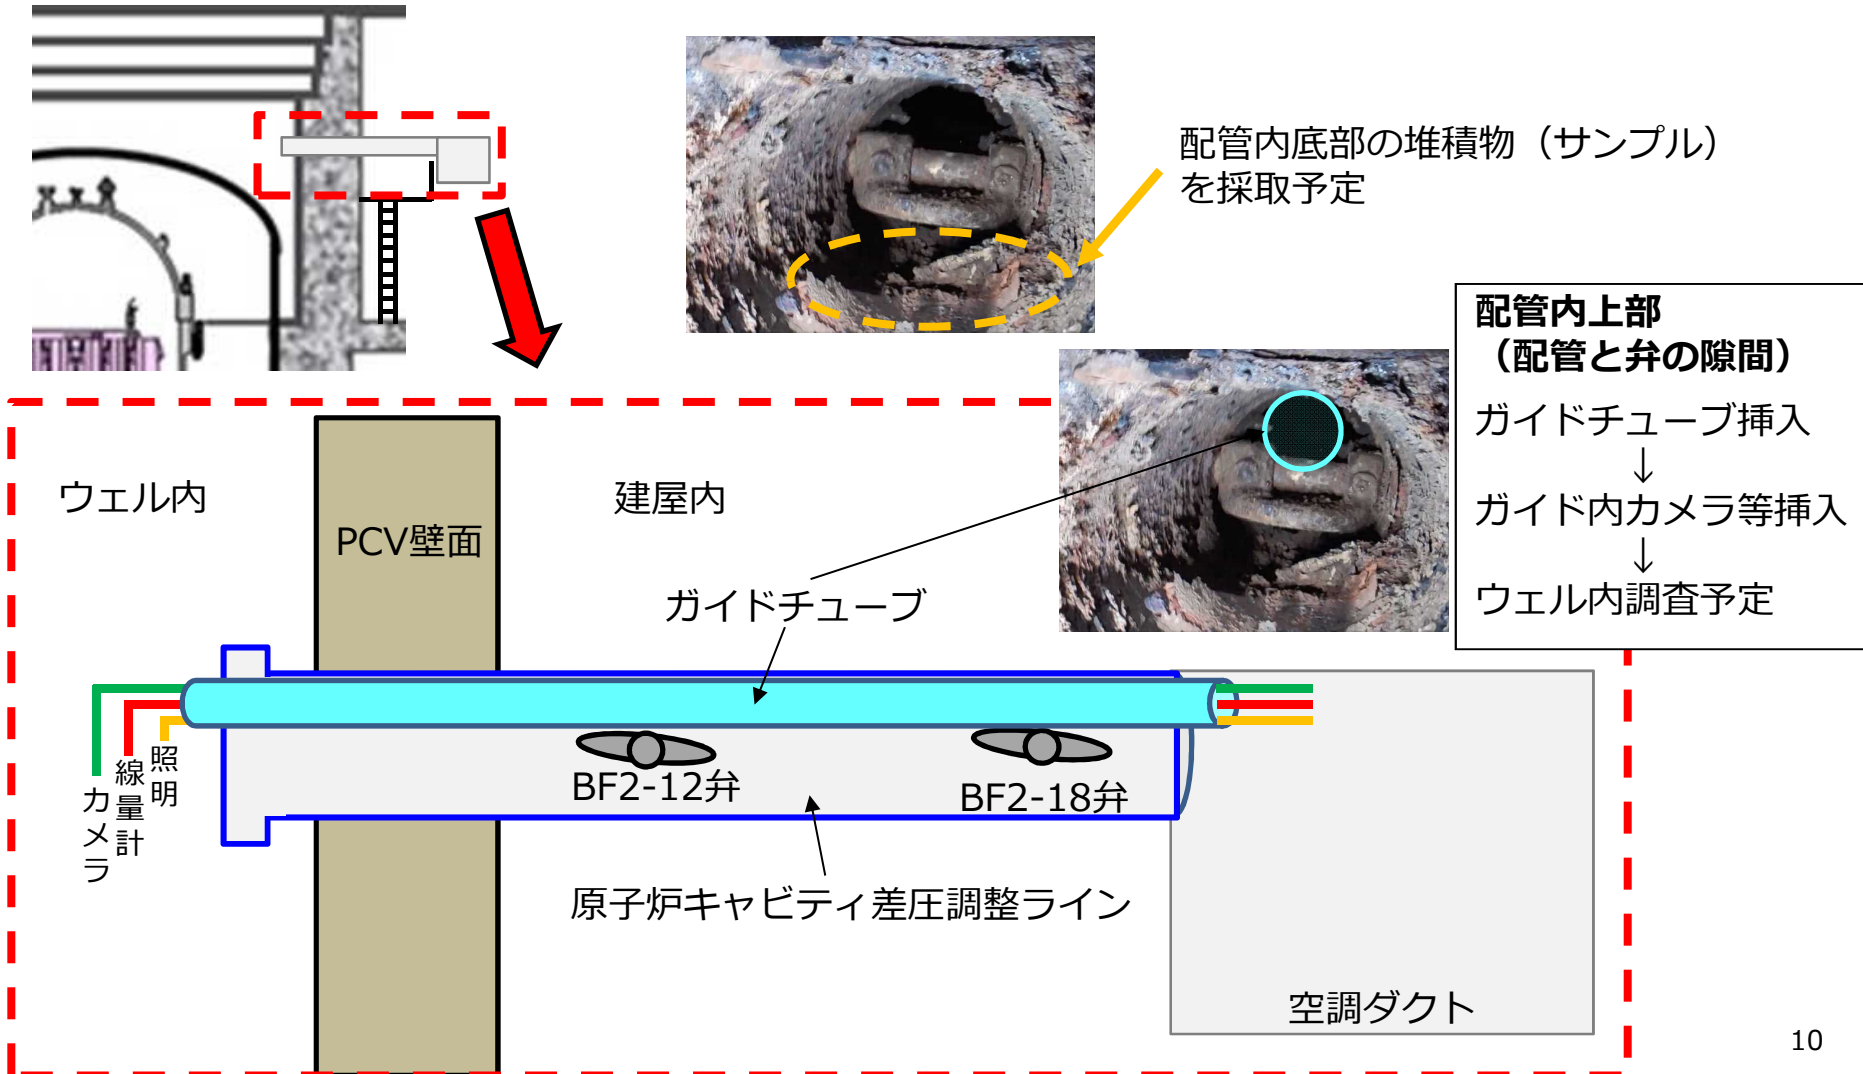 配管内底部の堆積物（サンプル）
を採取予定
配管内上部
（配管と弁の隙間）
ガイドチューブ挿入
↓
ガイド内カメラ等挿入
↓
ウェル内調査予定
ウェル内
PCV壁面
建屋内
ガイドチューブ
照明
線量計
カメラ
BF2-12弁
BF2-18弁
原子炉キャビティ差圧調整ライン
空調ダクト
10